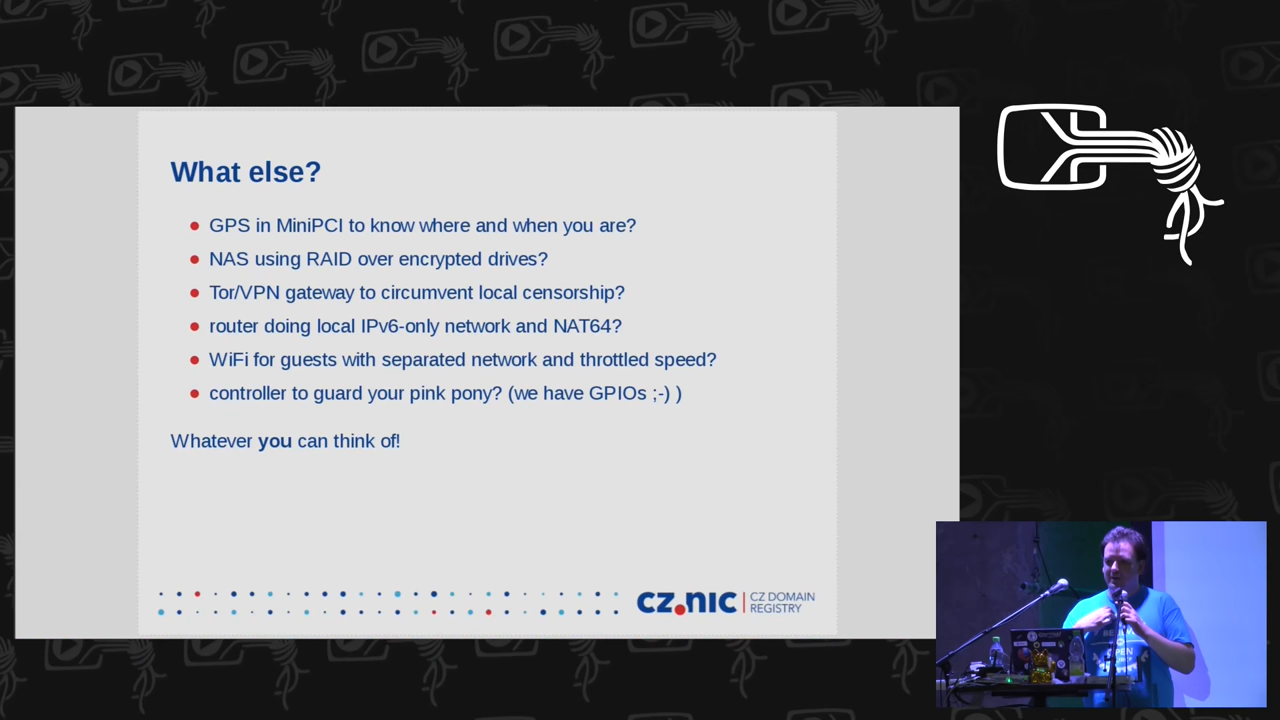 What else?
GPS in MiniPCI to know where and when you are?
NAS using RAID over encrypted drives?
Tor/VPN gateway to circumvent local censorship?
router doing local IPv6-only network and NAT64?
WiFi for guests with separated network and throttled speed?
controller to guard your pink pony? (we have GPIOs ;-) )
Whatever you can think of!
CZ.NIC | CZ DOMAIN
REGISTRY
OPEN